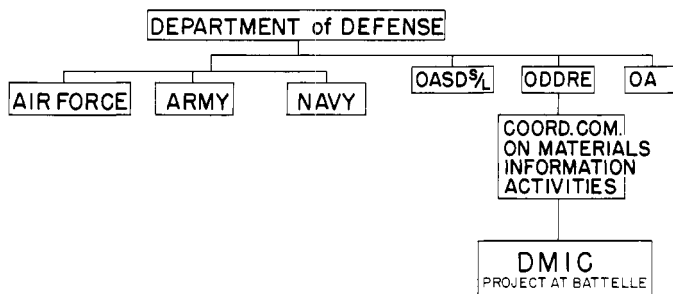 DEPARTMENT of DEFENSE
AIR FORCE
ARMY
NAVY
OASD S/L
ODDRE
OA
COORD. COM.
ON MATERIALS
INFORMATION
ACTIVITIES
DMIC
PROJECT AT BATTELLE